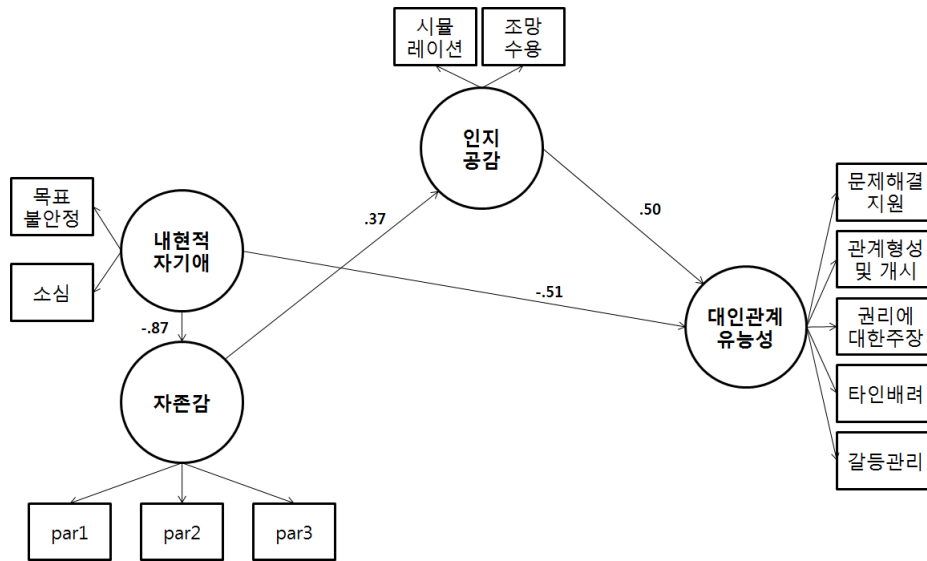 시뮬
레이션
조망
수용
인지
공감
목표
불안정
소심
내현적
자기애
.37
.50
-.51
-.87
문제해결
지원
관계형성
및 개시
권리에
대한주장
타인배려
갈등관리
대인관계
유능성
자존감
par1
par2
par3